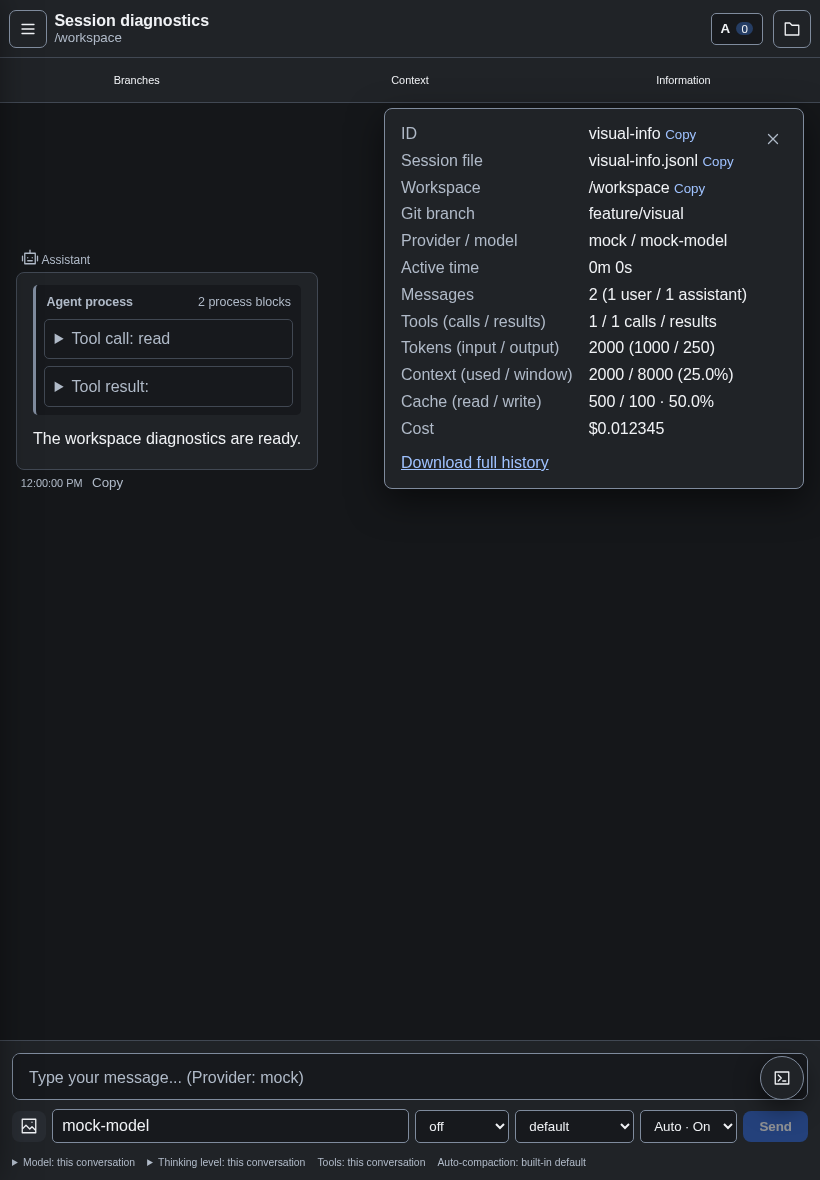 Session diagnostics
/workspace
A 0
Branches Context Information
ID visual-info Copy
Session file visual-info.jsonl Copy
Workspace /workspace Copy
Git branch feature/visual
Provider / model mock / mock-model
Active time 0m 0s
Messages 2 (1 user / 1 assistant)
Tools (calls / results) 1 / 1 calls / results
Tokens (input / output) 2000 (1000 / 250)
Context (used / window) 2000 / 8000 (25.0%)
Cache (read / write) 500 / 100 · 50.0%
Cost $0.012345
Download full history
Assistant
Agent process 2 process blocks
Tool call: read
Tool result:
The workspace diagnostics are ready.
12:00:00 PM Copy
Type your message... (Provider: mock)
mock-model off default Auto · On Send
Model: this conversation Thinking level: this conversation Tools: this conversation Auto-compaction: built-in default